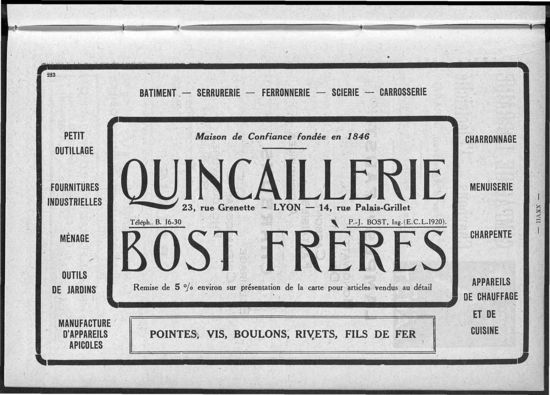 283
BATIMENT — SERRURERIE — FERRONNERIE — SCIERIE — CARROSSERIE
PETIT
OUTILLAGE
FOURNITURES
INDUSTRIELLES
MÉNAGE
OUTILS
DE JARDINS
MANUFACTURE
D'APPAREILS
APICOLES
Maison de Confiance fondée en 1846
QUINCAILLERIE
23, rue Grenette - LYON — 14, rue Palais-Grillet
Téléph. B. 16-30
P.-J. BOST, Ing. (E.C.L.1920).
BOST FRÈRES
Remise de 5 % environ sur présentation de la carte pour articles vendus au détail
CHARRONNAGE
MENUISERIE
CHARPENTE
APPAREILS
DE CHAUFFAGE
ET DE
CUISINE
POINTES, VIS, BOULONS, RIVETS, FILS DE FER
— XXVII —